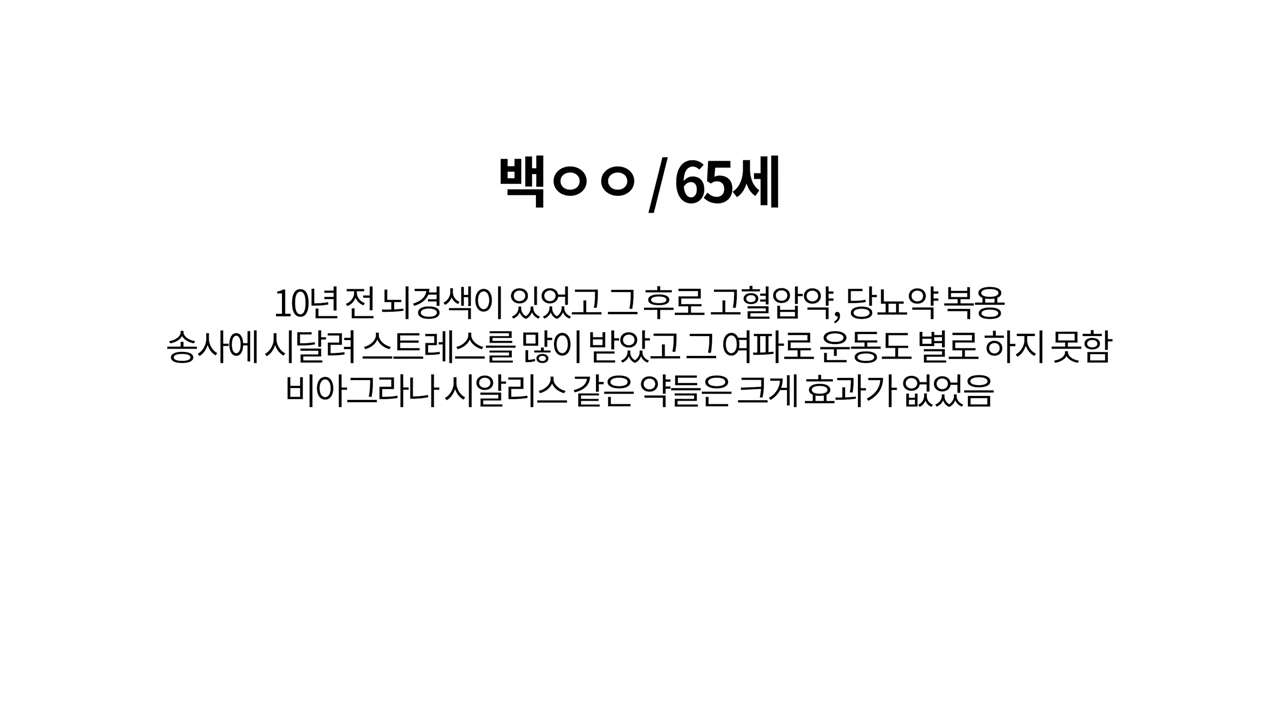 백ㅇㅇ / 65세
10년 전 뇌경색이 있었고 그 후로 고혈압약, 당뇨약 복용
송사에 시달려 스트레스를 많이 받았고 그 여파로 운동도 별로 하지 못함
비아그라나 시알리스 같은 약들은 크게 효과가 없었음